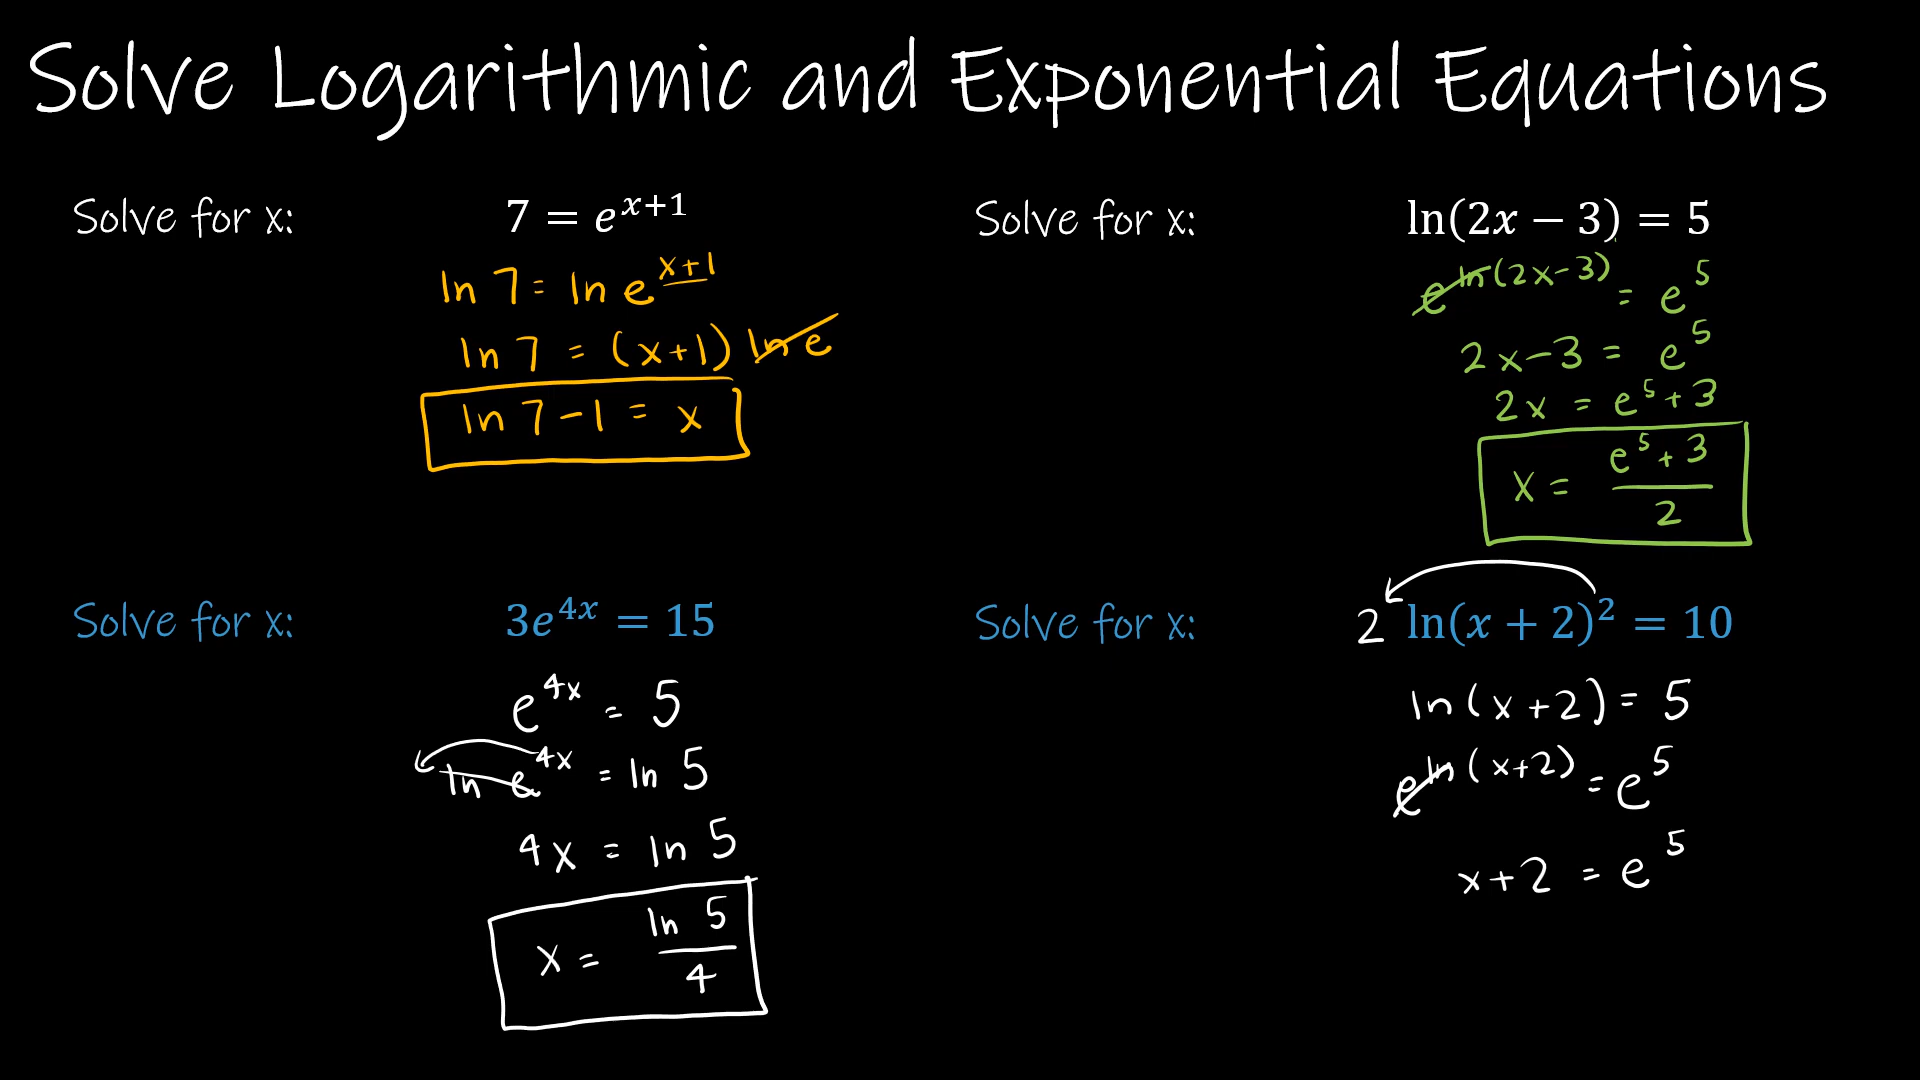 Solve Logarithmic and Exponential Equations
Solve for x: 7 = e^{x+1}
ln 7 = ln e^{x+1}
ln 7 = (x+1) ln e
ln 7 - 1 = x
Solve for x: ln(2x − 3) = 5
e^{ln(2x-3)} = e^5
2x-3 = e^5
2x = e^5 + 3
x = \frac{e^5 + 3}{2}
Solve for x: 3e^{4x} = 15
e^{4x} = 5
ln e^{4x} = ln 5
4x = ln 5
x = \frac{ln 5}{4}
Solve for x: 2 ln(x + 2)^2 = 10
ln(x+2) = 5
e^{ln(x+2)} = e^5
x+2 = e^5